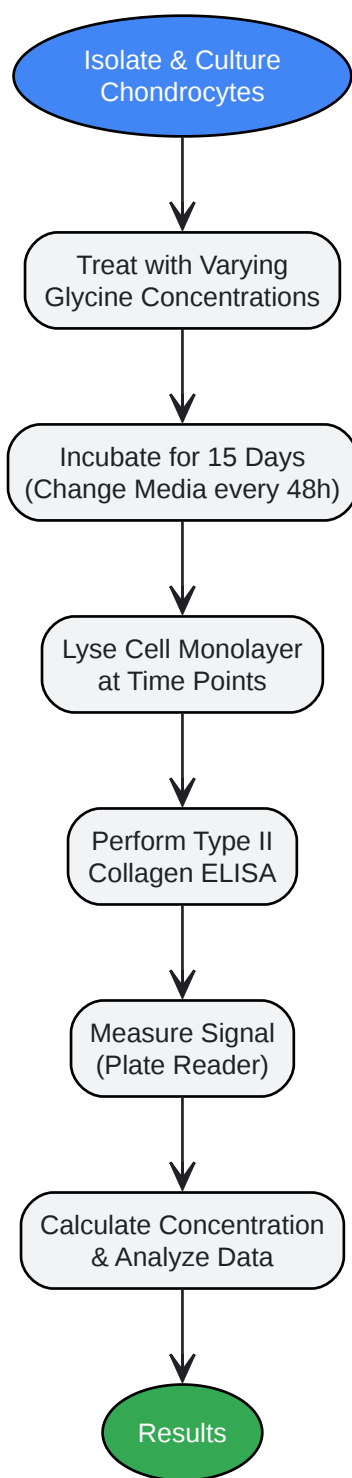 Isolate & Culture
Chondrocytes
Treat with Varying
Glycine Concentrations
Incubate for 15 Days
(Change Media every 48h)
Lyse Cell Monolayer
at Time Points
Perform Type II
Collagen ELISA
Measure Signal
(Plate Reader)
Calculate Concentration
& Analyze Data
Results